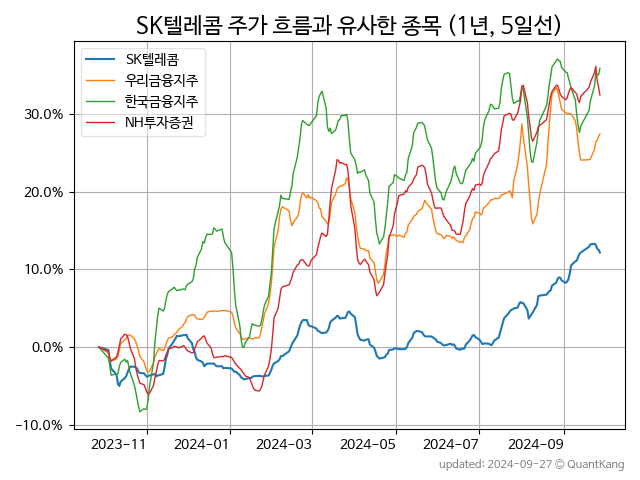 SK텔레콤 주가 흐름과 유사한 종목 (1년, 5일선)
SK텔레콤
우리금융지주
한국금융지주
NH투자증권
30.0%
20.0%
10.0%
0.0%
−10.0%
2023-11 2024-01 2024-03 2024-05 2024-07 2024-09
updated: 2024-09-27 © QuantKang